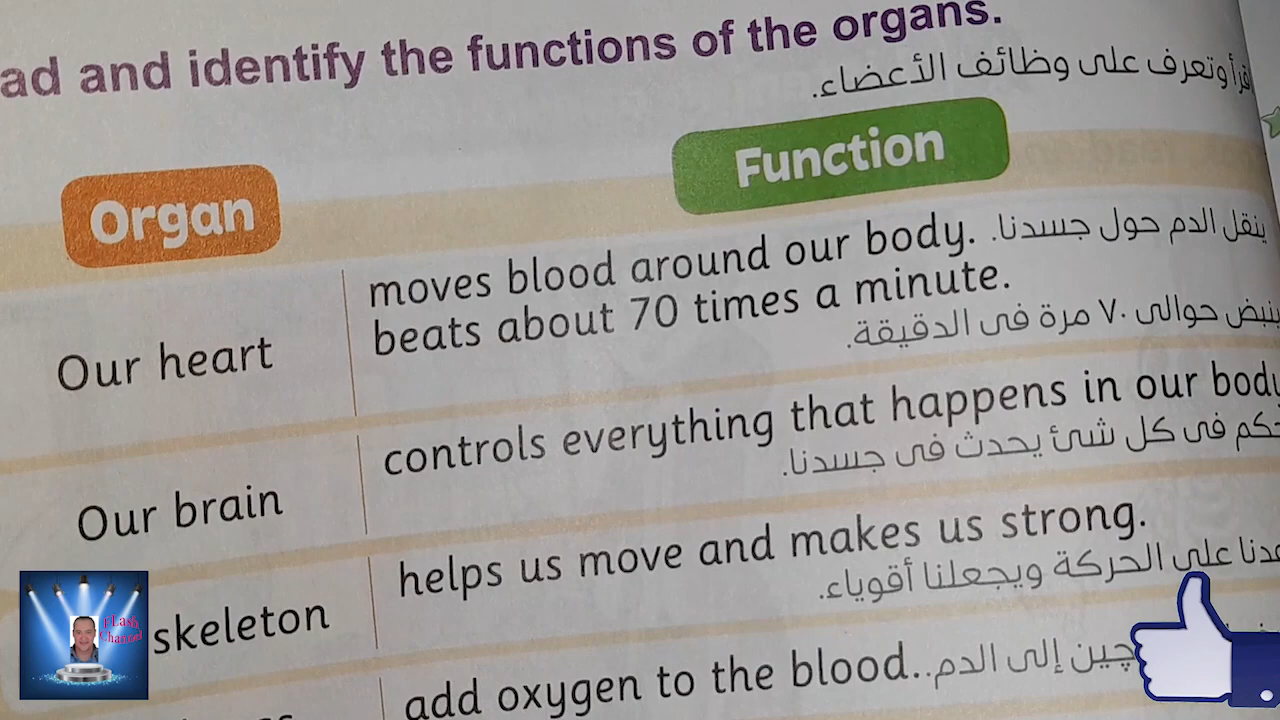 ad and identify the functions of the organs.
اقرأ وتعرف على وظائف الأعضاء.
Organ
Function
Our heart
moves blood around our body. ينقل الدم حول جسدنا.
beats about 70 times a minute.
حوالى ٧٠ مرة فى الدقيقة.
Our brain
controls everything that happens in our body
فى كل شئ يحدث فى جسدنا.
skeleton
helps us move and makes us strong.
على الحركة ويجعلنا أقوياء.
add oxygen to the blood. إلى الدم..
fLash
Channel